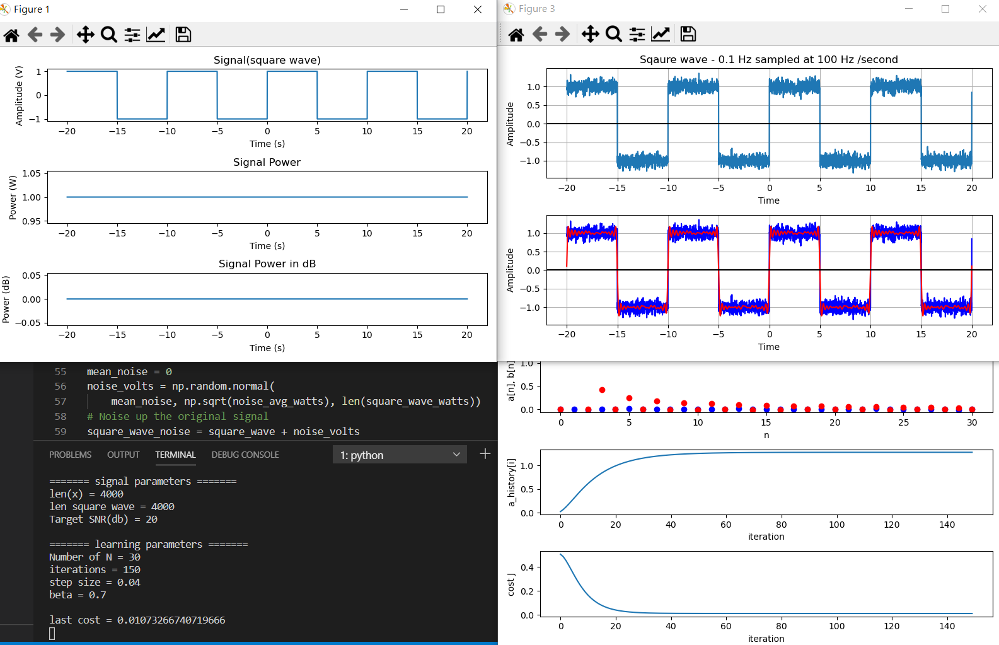 Figure 1
Signal(square wave)
Amplitude (V)
1
0
−1
−20 −15 −10 −5 0 5 10 15 20
Time (s)
Signal Power
Power (W)
1.05
1.00
0.95
−20 −15 −10 −5 0 5 10 15 20
Time (s)
Signal Power in dB
Power (dB)
0.05
0.00
−0.05
−20 −15 −10 −5 0 5 10 15 20
Time (s)
Figure 3
Sqaure wave - 0.1 Hz sampled at 100 Hz /second
Amplitude
1.0
0.5
0.0
−0.5
−1.0
−20 −15 −10 −5 0 5 10 15 20
Time
Amplitude
1.0
0.5
0.0
−0.5
−1.0
−20 −15 −10 −5 0 5 10 15 20
Time
55 mean_noise = 0
56 noise_volts = np.random.normal(
57 mean_noise, np.sqrt(noise_avg_watts), len(square_wave_watts))
58 # Noise up the original signal
59 square_wave_noise = square_wave + noise_volts
PROBLEMS OUTPUT TERMINAL DEBUG CONSOLE 1: python
======= signal parameters =======
len(x) = 4000
len square wave = 4000
Target SNR(db) = 20
======= learning parameters =======
Number of N = 30
iterations = 150
step size = 0.04
beta = 0.7
last cost = 0.01073266740719666
a[n], b[n]
1.0
0.5
0.0
0 5 10 15 20 25 30
n
a_history[i]
1.0
0.5
0.0
0 20 40 60 80 100 120 140
iteration
cost J
0.4
0.2
0.0
0 20 40 60 80 100 120 140
iteration